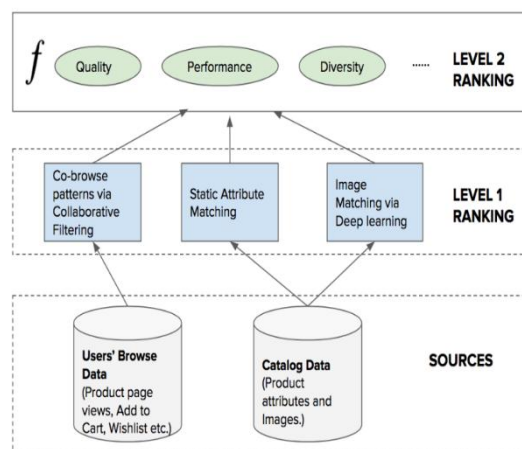 f
Quality
Performance
Diversity
......
LEVEL 2
RANKING
Co-browse
patterns via
Collaborative
Filtering
Static Attribute
Matching
Image
Matching via
Deep learning
LEVEL 1
RANKING
Users' Browse
Data
(Product page
views, Add to
Cart, Wishlist etc.)
Catalog Data
(Product
attributes and
Images.)
SOURCES